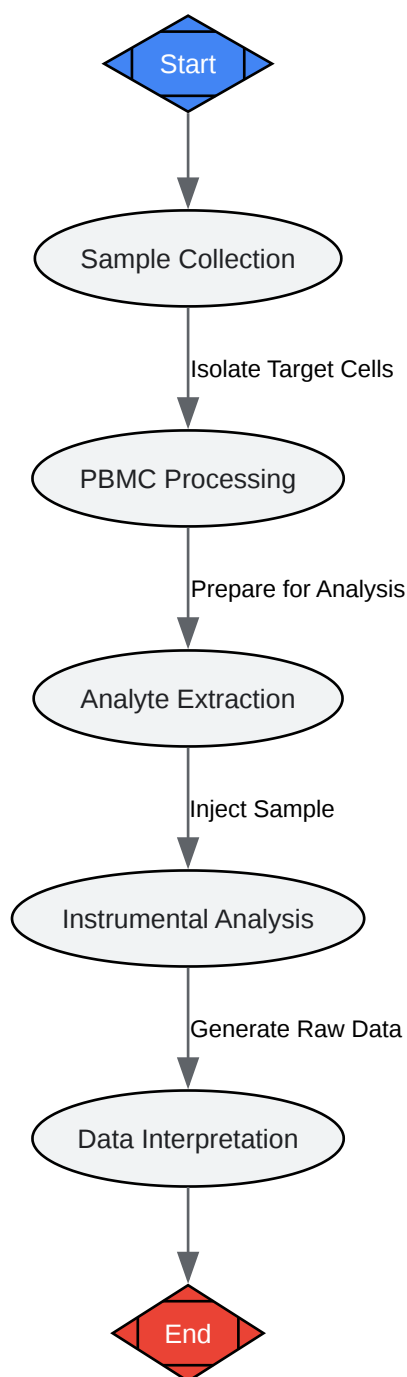 Start
Sample Collection
Isolate Target Cells
PBMC Processing
Prepare for Analysis
Analyte Extraction
Inject Sample
Instrumental Analysis
Generate Raw Data
Data Interpretation
End